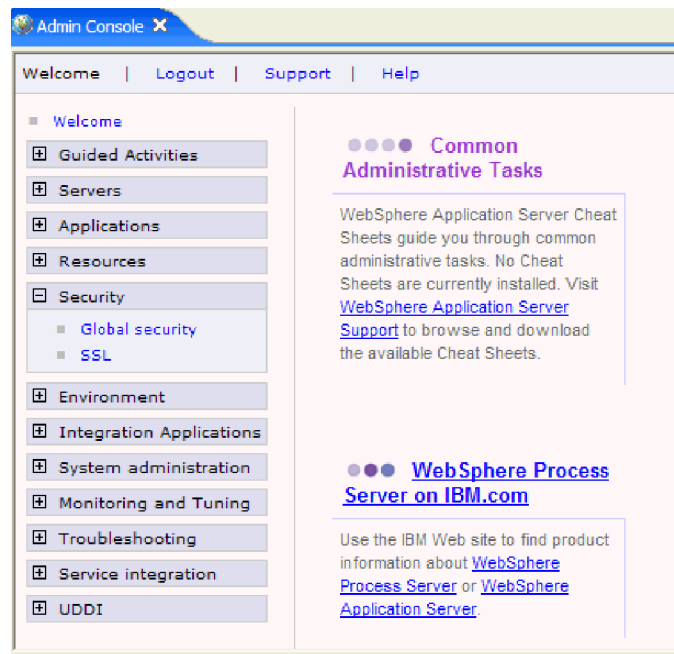 Admin Console
Welcome | Logout | Support | Help
Welcome
Guided Activities
Servers
Applications
Resources
Security
Global security
SSL
Environment
Integration Applications
System administration
Monitoring and Tuning
Troubleshooting
Service integration
UDDI
Common
Administrative Tasks
WebSphere Application Server Cheat
Sheets guide you through common
administrative tasks. No Cheat
Sheets are currently installed. Visit
WebSphere Application Server
Support to browse and download
the available Cheat Sheets.
WebSphere Process
Server on IBM.com
Use the IBM Web site to find product
information about WebSphere
Process Server or WebSphere
Application Server.